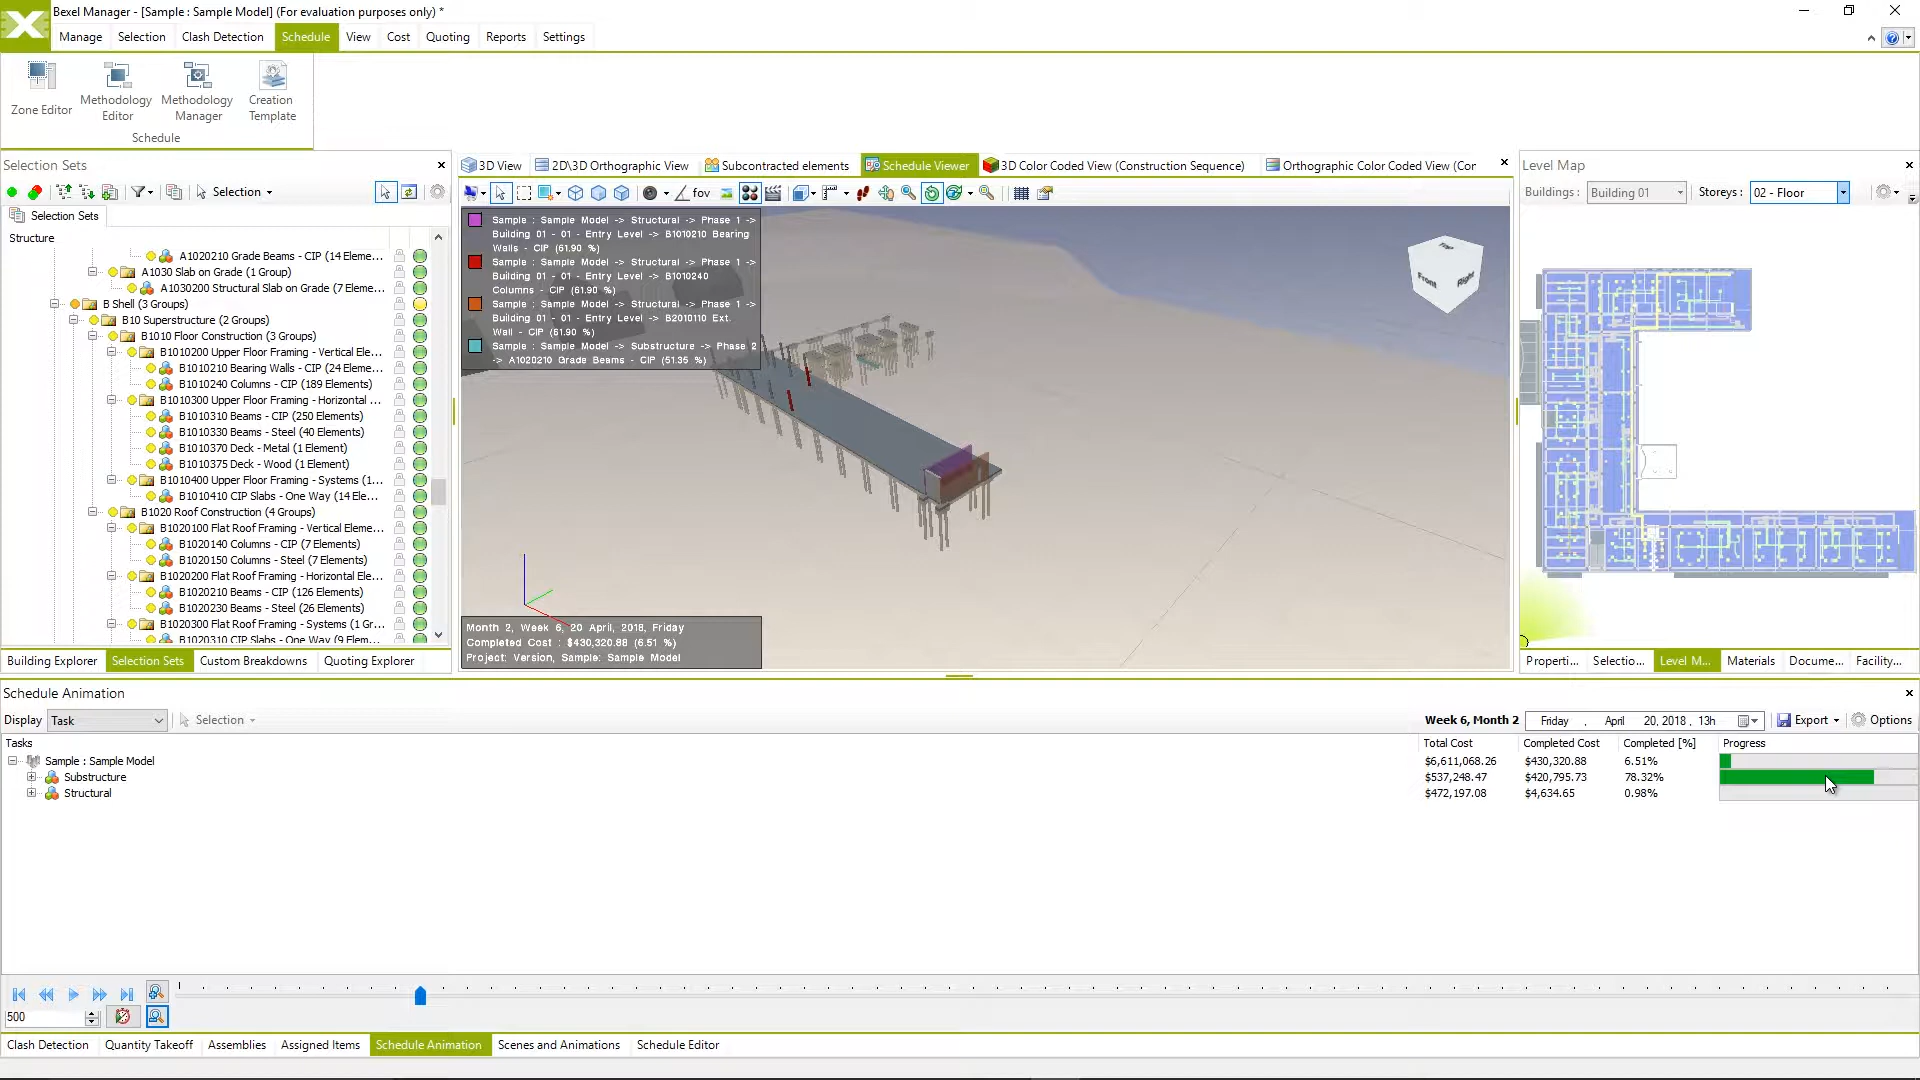 Bexel Manager - [Sample : Sample Model] (For evaluation purposes only) *
Manage Selection Clash Detection Schedule View Cost Quoting Reports Settings
Zone Editor
Methodology Editor
Methodology Manager
Creation Template
Schedule
Selection Sets
Selection
Selection Sets
Structure
A1020210 Grade Beams - CIP (14 Eleme...
A1030 Slab on Grade (1 Group)
A1030200 Structural Slab on Grade (7 Eleme...
B Shell (3 Groups)
B10 Superstructure (2 Groups)
B1010 Floor Construction (3 Groups)
B1010200 Upper Floor Framing - Vertical Ele...
B1010210 Bearing Walls - CIP (24 Eleme...
B1010240 Columns - CIP (189 Elements)
B1010300 Upper Floor Framing - Horizontal ...
B1010310 Beams - CIP (250 Elements)
B1010330 Beams - Steel (40 Elements)
B1010370 Deck - Metal (1 Element)
B1010375 Deck - Wood (1 Element)
B1010400 Upper Floor Framing - Systems (1...
B1010410 CIP Slabs - One Way (14 Ele...
B1020 Roof Construction (4 Groups)
B1020100 Flat Roof Framing - Vertical Eleme...
B1020140 Columns - CIP (7 Elements)
B1020150 Columns - Steel (7 Elements)
B1020200 Flat Roof Framing - Horizontal Ele...
B1020210 Beams - CIP (126 Elements)
B1020230 Beams - Steel (26 Elements)
B1020300 Flat Roof Framing - Systems (1 Gr...
B1020310 CIP Slabs - One Way (9 Elem...
Building Explorer Selection Sets Custom Breakdowns Quoting Explorer
3D View 2D\3D Orthographic View Subcontracted elements Schedule Viewer 3D Color Coded View (Construction Sequence) Orthographic Color Coded View (Cor
fov
Sample : Sample Model -> Structural -> Phase 1 ->
Building 01 - 01 - Entry Level -> B1010210 Bearing
Walls - CIP (61.90 %)
Sample : Sample Model -> Structural -> Phase 1 ->
Building 01 - 01 - Entry Level -> B1010240
Columns - CIP (61.90 %)
Sample : Sample Model -> Structural -> Phase 1 ->
Building 01 - 01 - Entry Level -> B2010110 Ext.
Wall - CIP (61.90 %)
Sample : Sample Model -> Substructure -> Phase 2
-> A1020210 Grade Beams - CIP (51.35 %)
Top
Front Right
Month 2, Week 6, 20 April, 2018, Friday
Completed Cost : $430,320.88 (6.51 %)
Project: Version, Sample: Sample Model
Level Map
Buildings : Building 01 Storeys : 02 - Floor
Properti... Selectio... Level M... Materials Docume... Facility...
Schedule Animation
Display Task Selection
Week 6, Month 2 Friday , April 20, 2018 , 13h Export Options
Tasks Total Cost Completed Cost Completed [%] Progress
Sample : Sample Model $6,611,068.26 $430,320.88 6.51%
Substructure $537,248.47 $420,795.73 78.32%
Structural $472,197.08 $4,634.65 0.98%
500
Clash Detection Quantity Takeoff Assemblies Assigned Items Schedule Animation Scenes and Animations Schedule Editor